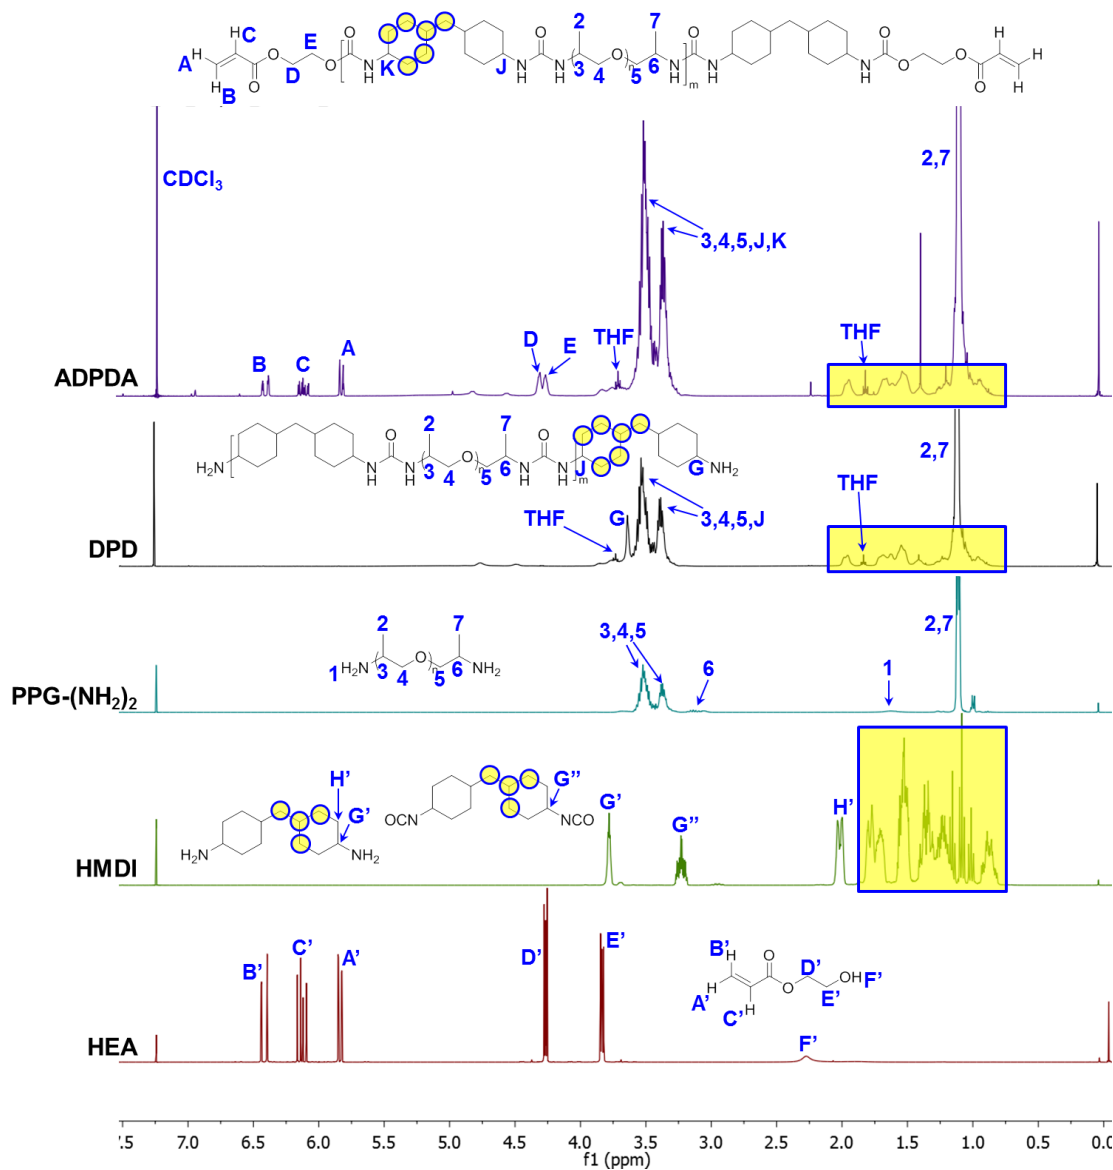 2 7
H C E O O O O
A H O D O K N H J N H N H 3 4 O n 5 6 N H N H m N H O O O H
H B O H
CDCl3
2,7
3,4,5,J,K
THF
D E
B C A
THF
ADPDA
2 7
O O
H2N N H N H 3 4 O n 5 6 N H N H J m G NH2
2,7
THF
THF G 3,4,5,J
DPD
2 7
1 H2N 3 4 O n 5 6 NH2
3,4,5
6
1
2,7
PPG-(NH2)2
H' G'
H2N NH2
G''
OCN NCO
G' G'' H'
HMDI
B' C' A' D' E'
B' H O D' OH F'
A' H O E'
C' H
F'
HEA
7.5 7.0 6.5 6.0 5.5 5.0 4.5 4.0 3.5 3.0 2.5 2.0 1.5 1.0 0.5 0.0
f1 (ppm)